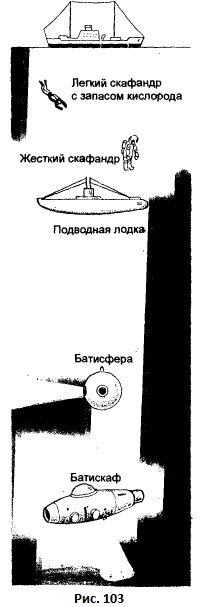 Легкий скафандр
с запасом кислорода
Жесткий скафандр
Подводная лодка
Батисфера
Батискаф
Рис. 103